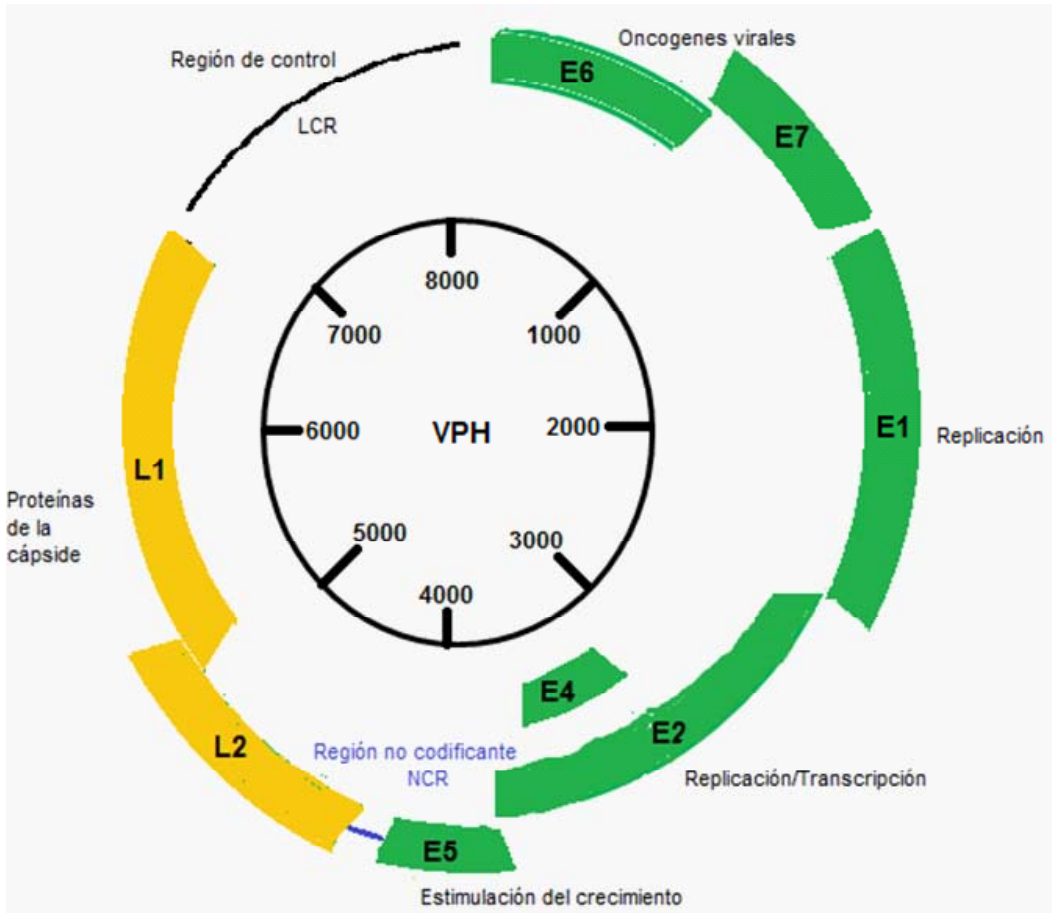 Región de control
LCR
Oncogenes virales
E6
E7
E1
Replicación
E2
Replicación/Transcripción
E4
E5
Estimulación del crecimiento
Región no codificante
NCR
L2
L1
Proteínas
de la
cápside
VPH
8000
1000
2000
3000
4000
5000
6000
7000